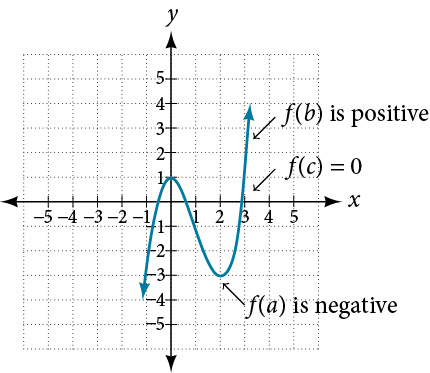 y
5
4
3
2
1
f(b) is positive
f(c) = 0
x
−5 −4 −3 −2 −1 1 2 3 4 5
−1
−2
−3
−4
−5
f(a) is negative